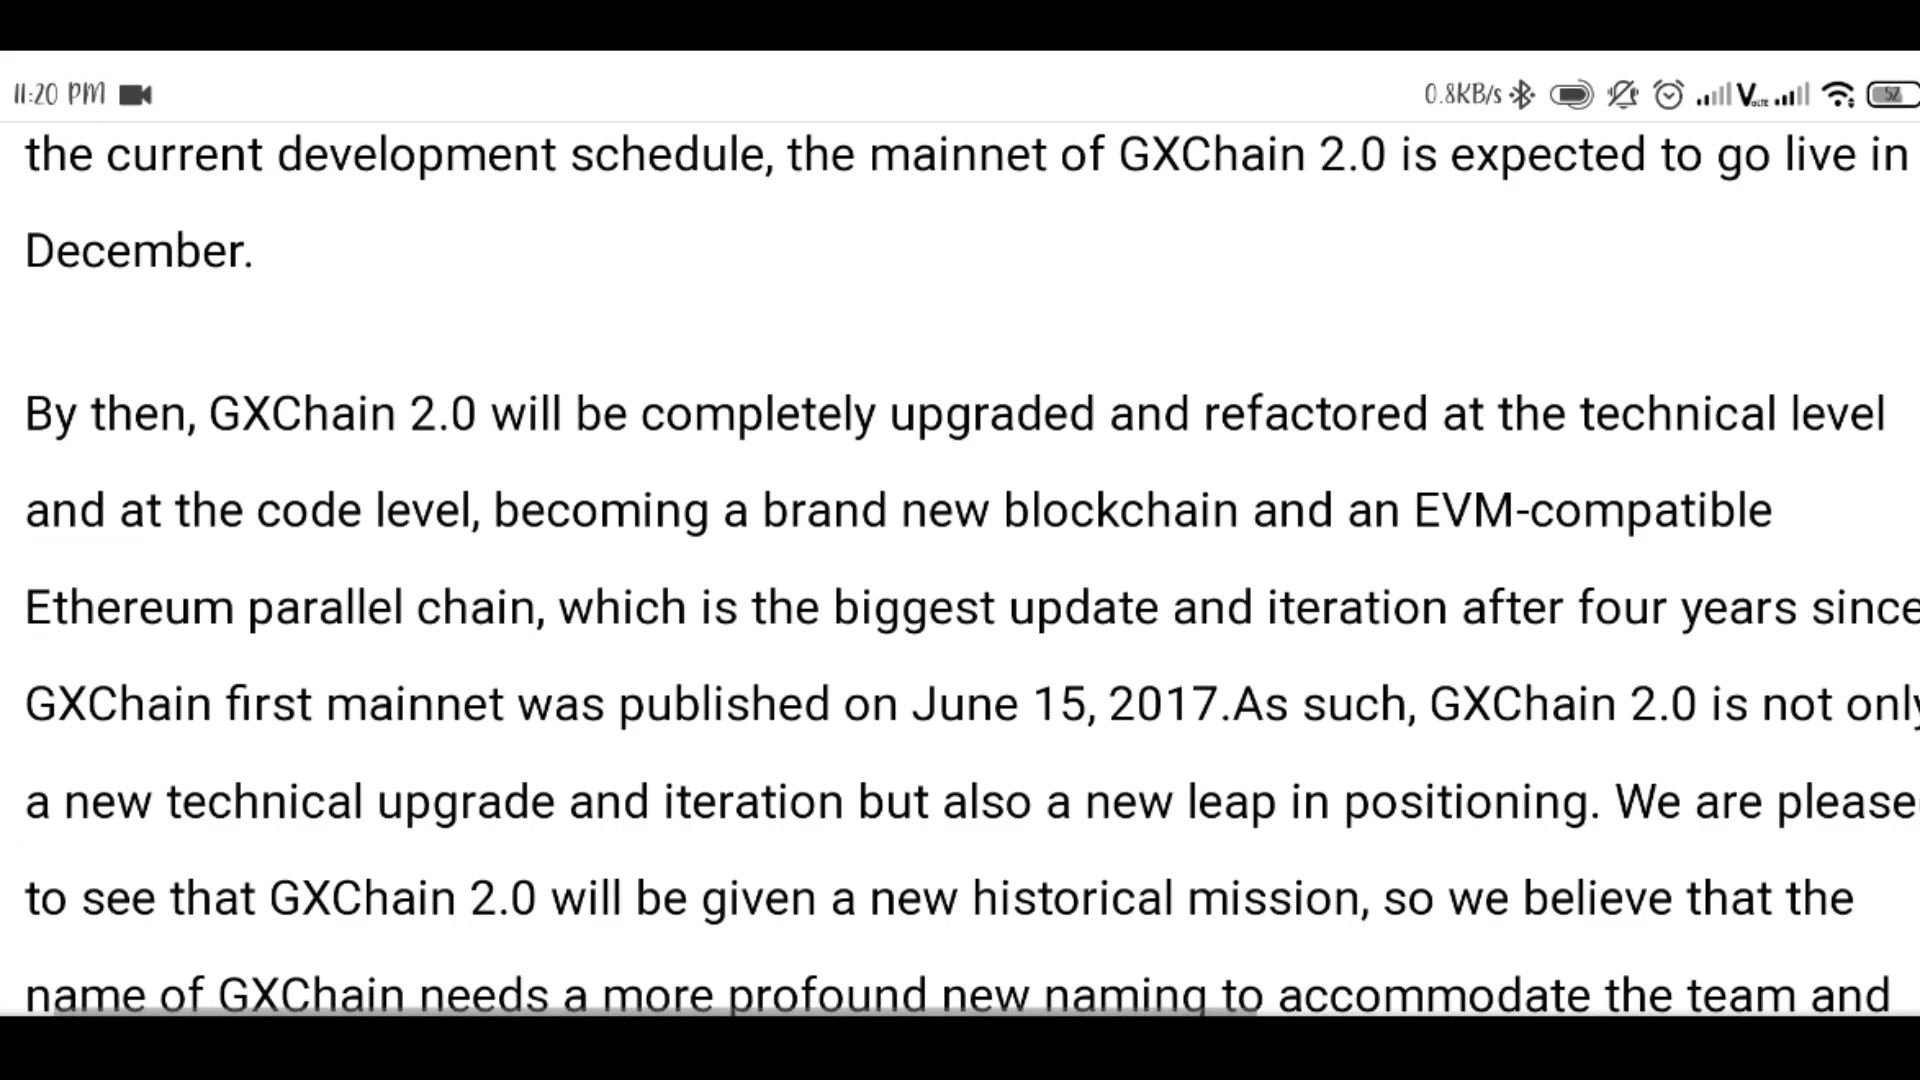 11:20 PM 0.8KB/s VoLTE 52
the current development schedule, the mainnet of GXChain 2.0 is expected to go live in
December.
By then, GXChain 2.0 will be completely upgraded and refactored at the technical level
and at the code level, becoming a brand new blockchain and an EVM-compatible
Ethereum parallel chain, which is the biggest update and iteration after four years since
GXChain first mainnet was published on June 15, 2017.As such, GXChain 2.0 is not only
a new technical upgrade and iteration but also a new leap in positioning. We are please
to see that GXChain 2.0 will be given a new historical mission, so we believe that the
name of GXChain needs a more profound new naming to accommodate the team and